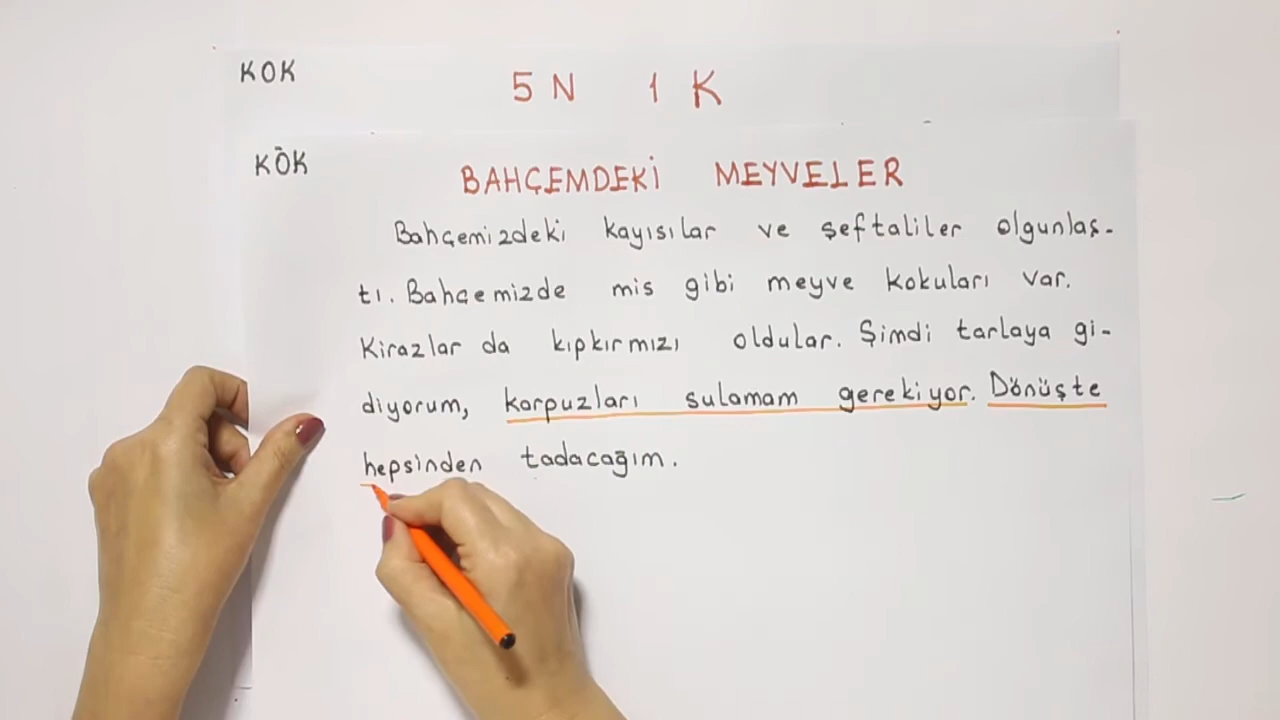 KOK
5N 1K
KÖK
BAHÇEMDEKİ MEYVELER
Bahçemizdeki kayısılar ve şeftaliler olgunlaş-
tı. Bahçemizde mis gibi meyve kokuları var.
Kirazlar da kıpkırmızı oldular. Şimdi tarlaya gi-
diyorum, karpuzları sulamam gerekiyor. Dönüşte
hepsinden tadacağım.